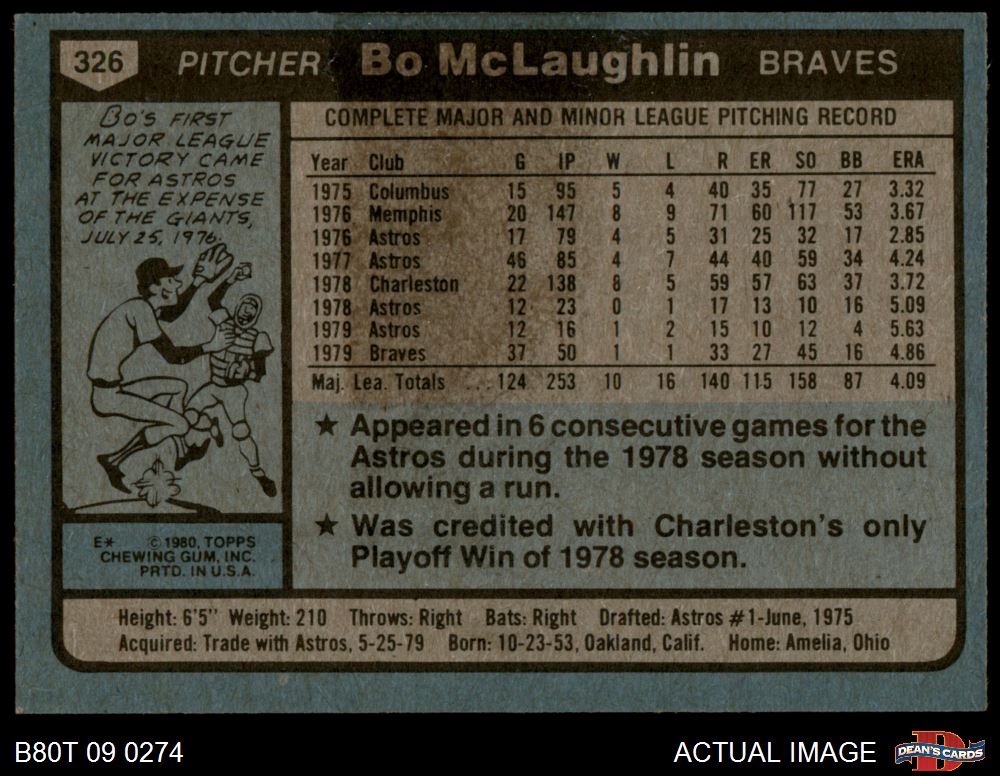 326 PITCHER Bo McLaughlin BRAVES
BO'S FIRST
MAJOR LEAGUE
VICTORY CAME
FOR ASTROS
AT THE EXPENSE
OF THE GIANTS,
JULY 25, 1976.
E* © 1980, TOPPS
CHEWING GUM, INC.
PRTD. IN U.S.A.
COMPLETE MAJOR AND MINOR LEAGUE PITCHING RECORD
Year Club G IP W L R ER SO BB ERA
1975 Columbus 15 95 5 4 40 35 77 27 3.32
1976 Memphis 20 147 8 9 71 60 117 53 3.67
1976 Astros 17 79 4 5 31 25 32 17 2.85
1977 Astros 46 85 4 7 44 40 59 34 4.24
1978 Charleston 22 138 8 5 59 57 63 37 3.72
1978 Astros 12 23 0 1 17 13 10 16 5.09
1979 Astros 12 16 1 2 15 10 12 4 5.63
1979 Braves 37 50 1 1 33 27 45 16 4.86
Maj. Lea. Totals ... 124 253 10 16 140 115 158 87 4.09
★ Appeared in 6 consecutive games for the
Astros during the 1978 season without
allowing a run.
★ Was credited with Charleston's only
Playoff Win of 1978 season.
Height: 6'5" Weight: 210 Throws: Right Bats: Right Drafted: Astros #1-June, 1975
Acquired: Trade with Astros, 5-25-79 Born: 10-23-53, Oakland, Calif. Home: Amelia, Ohio
B80T 09 0274 ACTUAL IMAGE DEAN'S CARDS